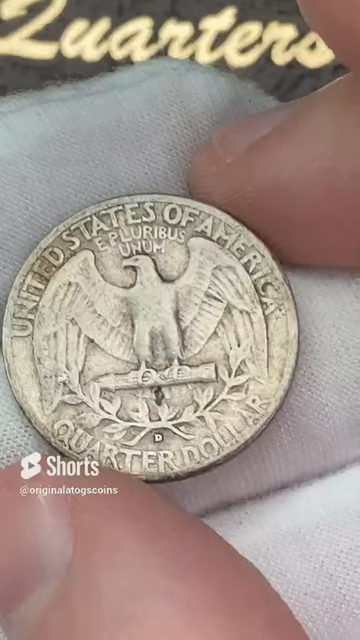 Quarters
UNITED STATES OF AMERICA
E PLURIBUS
UNUM
D
QUARTER DOLLAR
Shorts
@originalatogscoins